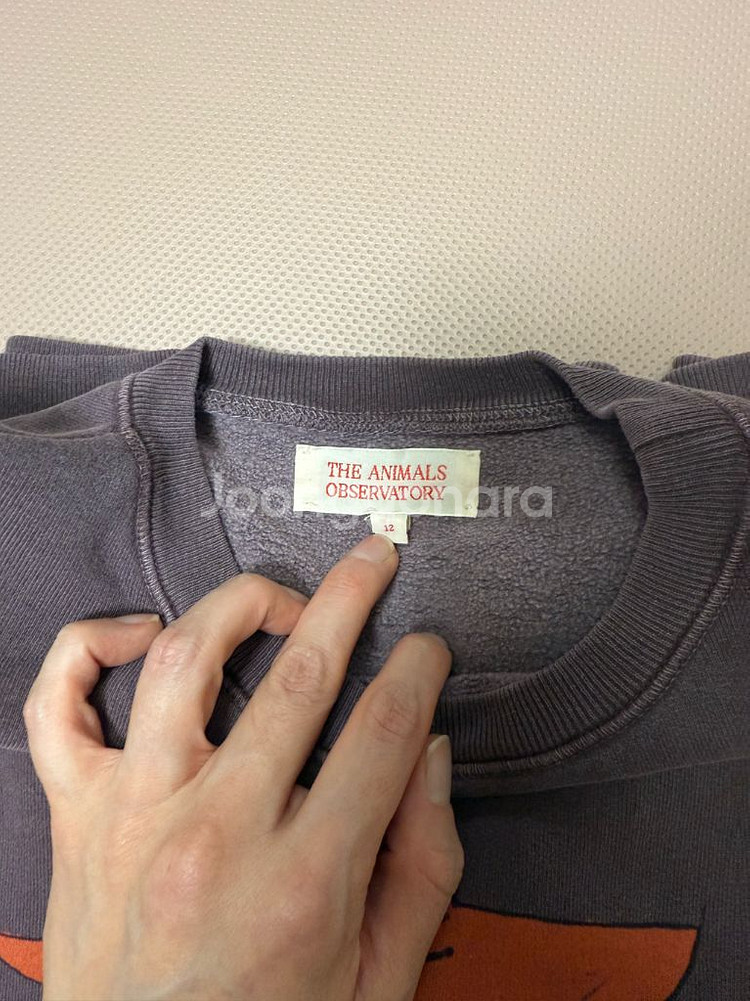 THE ANIMALS
OBSERVATORY
12